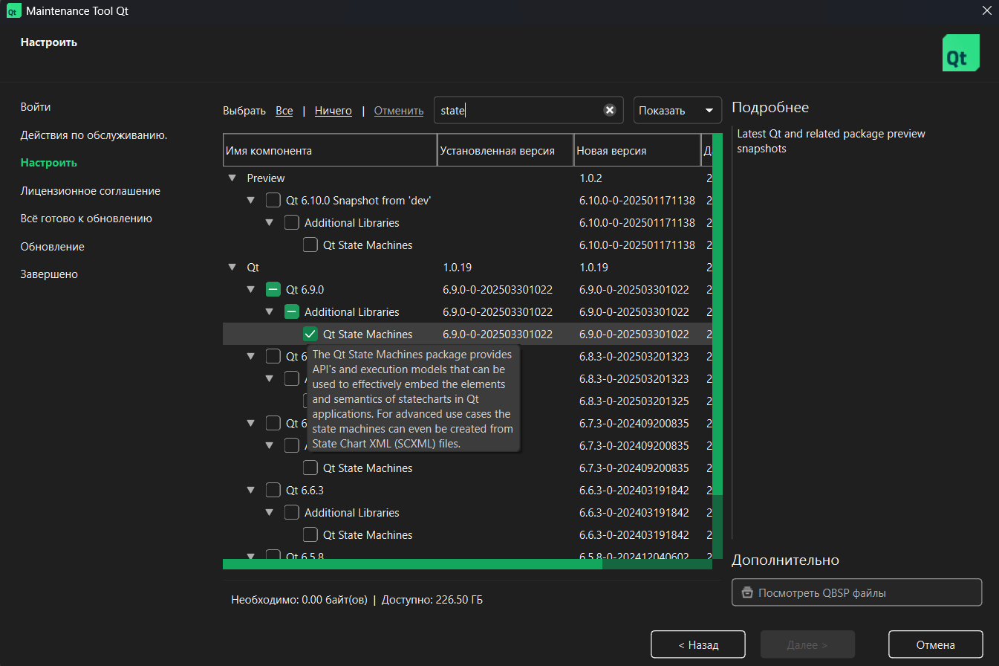 Qt Maintenance Tool Qt
Настроить
Qt
Войти
Действия по обслуживанию.
Настроить
Лицензионное соглашение
Всё готово к обновлению
Обновление
Завершено
Выбрать Все | Ничего | Отменить state Показать
Имя компонента Установленная версия Новая версия
Preview 1.0.2 2
Qt 6.10.0 Snapshot from 'dev' 6.10.0-0-202501171138 2
Additional Libraries 6.10.0-0-202501171138 2
Qt State Machines 6.10.0-0-202501171138 2
Qt 1.0.19 1.0.19 2
Qt 6.9.0 6.9.0-0-202503301022 6.9.0-0-202503301022 2
Additional Libraries 6.9.0-0-202503301022 6.9.0-0-202503301022 2
Qt State Machines 6.9.0-0-202503301022 6.9.0-0-202503301022 2
Qt 6 6.8.3-0-202503201323 2
6.8.3-0-202503201323 2
6.8.3-0-202503201325 2
Qt 6 6.7.3-0-202409200835 2
6.7.3-0-202409200835 2
The Qt State Machines package provides
API's and execution models that can be
used to effectively embed the elements
and semantics of statecharts in Qt
applications. For advanced use cases the
state machines can even be created from
State Chart XML (SCXML) files.
Qt State Machines 6.7.3-0-202409200835 2
Qt 6.6.3 6.6.3-0-202403191842 2
Additional Libraries 6.6.3-0-202403191842 2
Qt State Machines 6.6.3-0-202403191842 2
Qt 6.5.8 6.5.8-0-202412040602 2
Необходимо: 0.00 байт(ов) | Доступно: 226.50 ГБ
Подробнее
Latest Qt and related package preview
snapshots
Дополнительно
Посмотреть QBSP файлы
< Назад
Далее >
Отмена